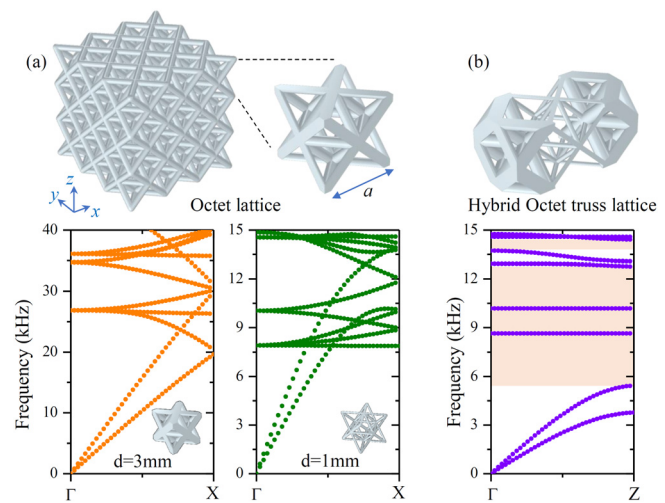 (a)
(b)
z
y
x
a
Octet lattice
Hybrid Octet truss lattice
Frequency (kHz)
40
30
20
10
0
d=3mm
Γ
X
15
12
9
6
3
0
d=1mm
Γ
X
Frequency (kHz)
15
12
9
6
3
0
Γ
Z